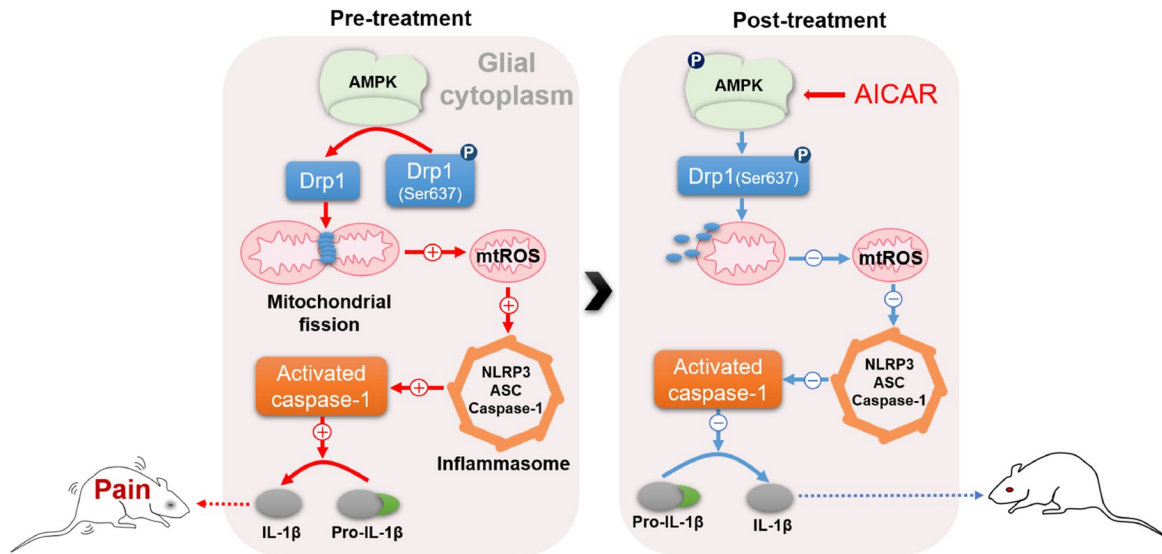 Pre-treatment
AMPK
Glial
cytoplasm
Drp1
Drp1
(Ser637)
P
+
mtROS
Mitochondrial
fission
+
Activated
caspase-1
+
NLRP3
ASC
Caspase-1
+
Inflammasome
Pain
IL-1β
Pro-IL-1β
Post-treatment
P
AMPK
AICAR
Drp1(Ser637)
P
−
mtROS
−
Activated
caspase-1
−
NLRP3
ASC
Caspase-1
−
Pro-IL-1β
IL-1β